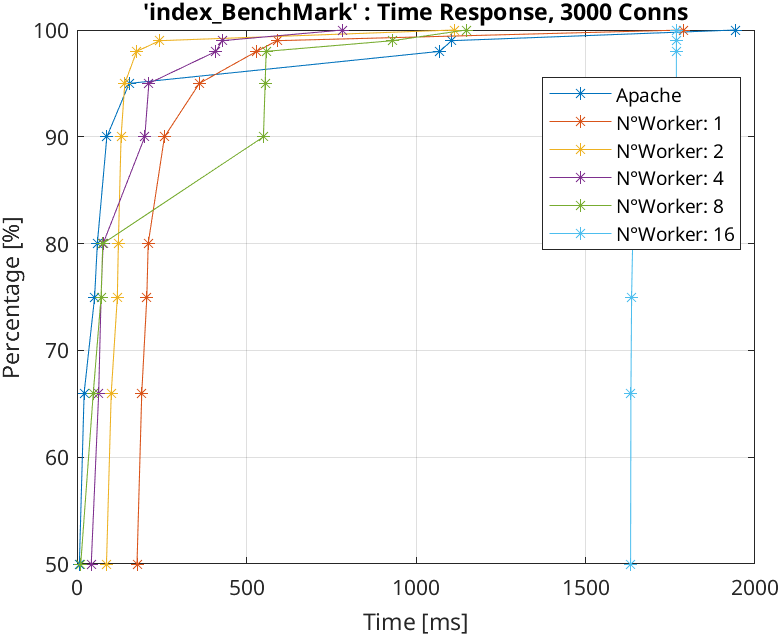 'index_BenchMark' : Time Response, 3000 Conns
100
90
80
70
60
50
Percentage [%]
Apache
N°Worker: 1
N°Worker: 2
N°Worker: 4
N°Worker: 8
N°Worker: 16
0 500 1000 1500 2000
Time [ms]